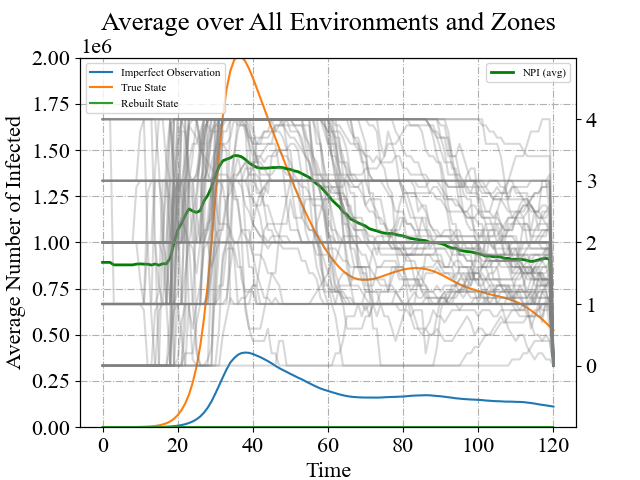 Average over All Environments and Zones
1e6
Imperfect Observation
True State
Rebuilt State
NPI (avg)
2.00
1.75
1.50
1.25
1.00
0.75
0.50
0.25
0.00
Average Number of Infected
4
3
2
1
0
0 20 40 60 80 100 120
Time